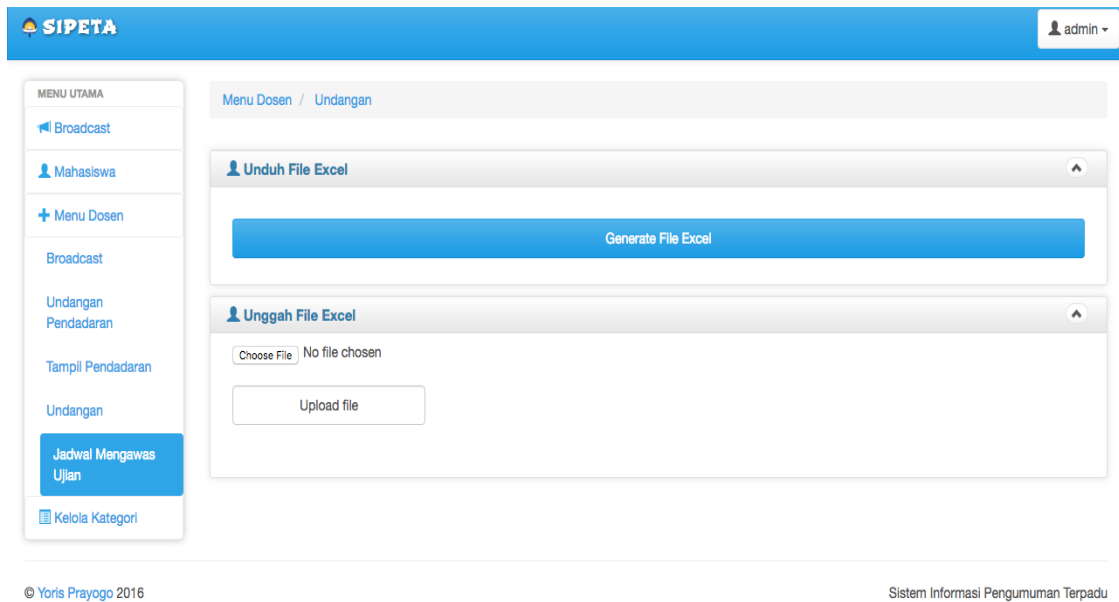 SIPETA
admin
MENU UTAMA
Broadcast
Mahasiswa
Menu Dosen
Broadcast
Undangan
Pendadaran
Tampil Pendadaran
Undangan
Jadwal Mengawas
Ujian
Kelola Kategori
Menu Dosen / Undangan
Unduh File Excel
Generate File Excel
Unggah File Excel
Choose File No file chosen
Upload file
© Yoris Prayogo 2016
Sistem Informasi Pengumuman Terpadu